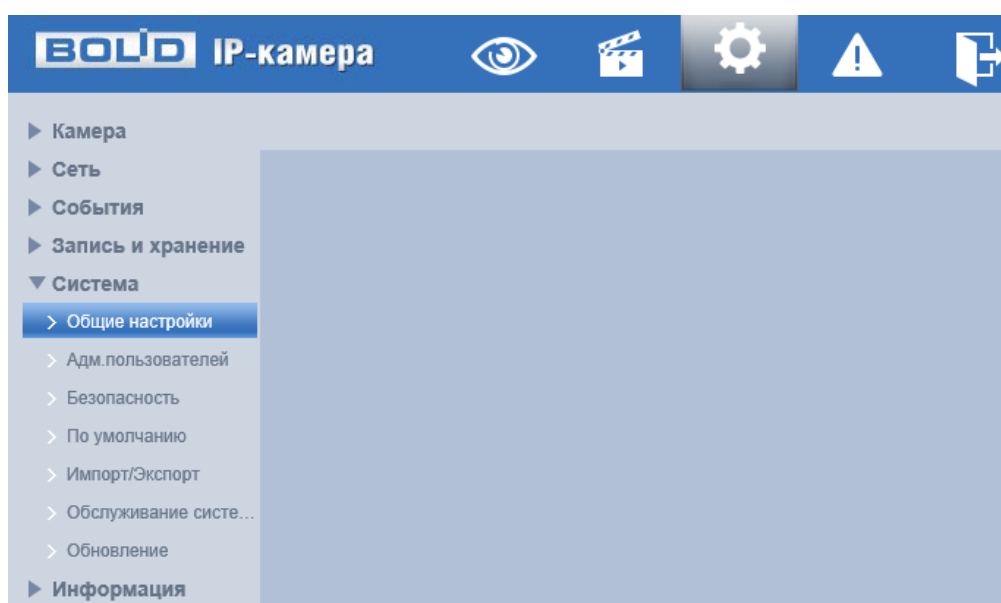 BOLID IP-камера
Камера
Сеть
События
Запись и хранение
Система
Общие настройки
Адм.пользователей
Безопасность
По умолчанию
Импорт/Экспорт
Обслуживание систе...
Обновление
Информация